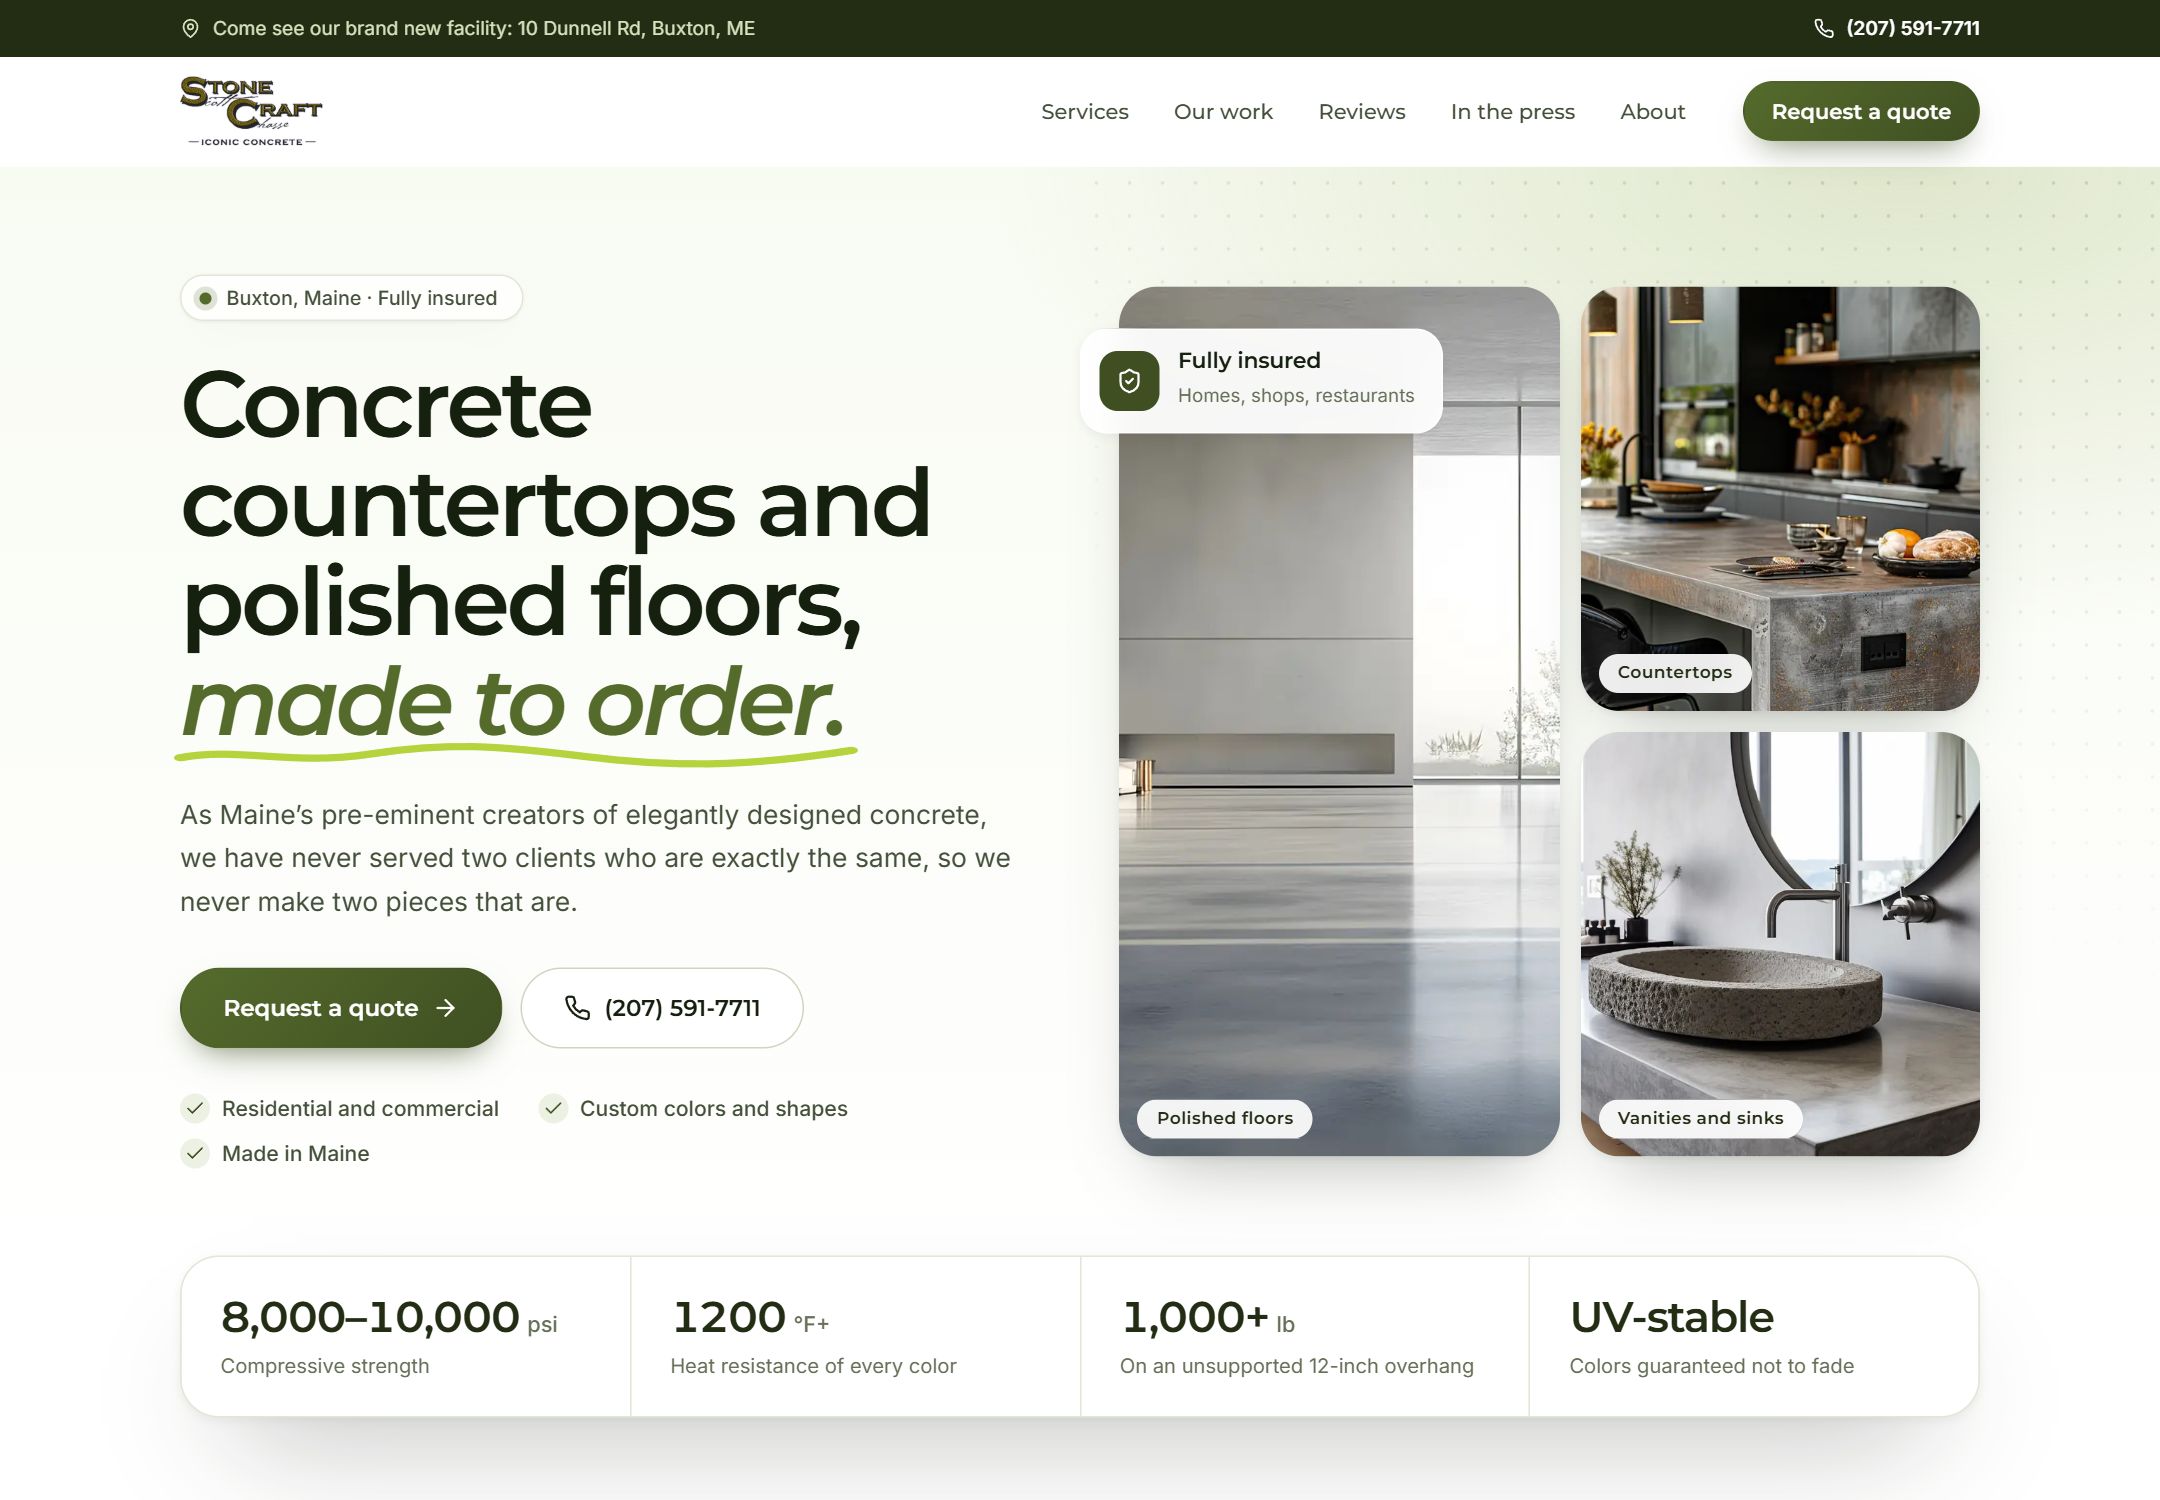 Come see our brand new facility: 10 Dunnell Rd, Buxton, ME
(207) 591-7711
STONE
Scott
CRAFT
Chasse
ICONIC CONCRETE
Services
Our work
Reviews
In the press
About
Request a quote
Buxton, Maine · Fully insured
Concrete
countertops and
polished floors,
made to order.
As Maine’s pre-eminent creators of elegantly designed concrete,
we have never served two clients who are exactly the same, so we
never make two pieces that are.
Request a quote
(207) 591-7711
Residential and commercial
Custom colors and shapes
Made in Maine
Fully insured
Homes, shops, restaurants
Polished floors
Countertops
Vanities and sinks
8,000–10,000 psi
Compressive strength
1200 °F+
Heat resistance of every color
1,000+ lb
On an unsupported 12-inch overhang
UV-stable
Colors guaranteed not to fade